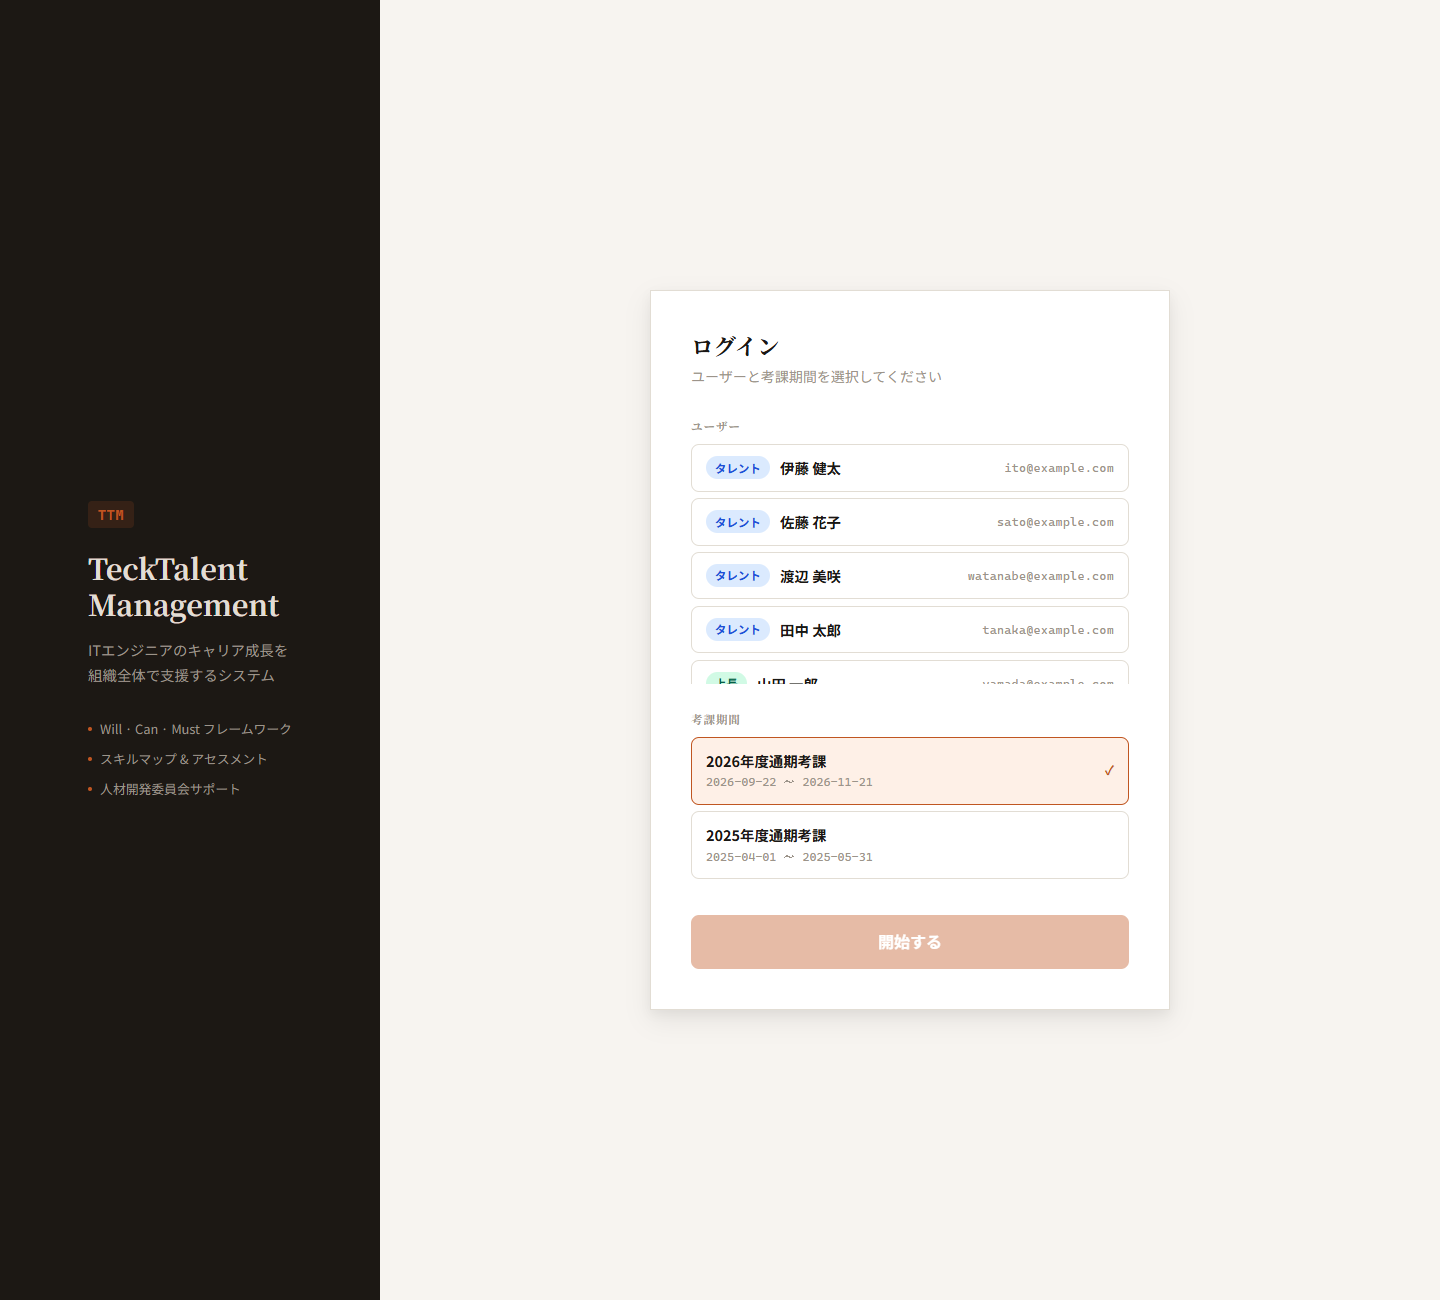 TTM
TeckTalent
Management
ITエンジニアのキャリア成長を
組織全体で支援するシステム
Will · Can · Must フレームワーク
スキルマップ & アセスメント
人材開発委員会サポート
ログイン
ユーザーと考課期間を選択してください
ユーザー
タレント 伊藤 健太 ito@example.com
タレント 佐藤 花子 sato@example.com
タレント 渡辺 美咲 watanabe@example.com
タレント 田中 太郎 tanaka@example.com
上長 山田 一郎 yamada@example.com
考課期間
2026年度通期考課
2026-09-22 〜 2026-11-21
✓
2025年度通期考課
2025-04-01 〜 2025-05-31
開始する